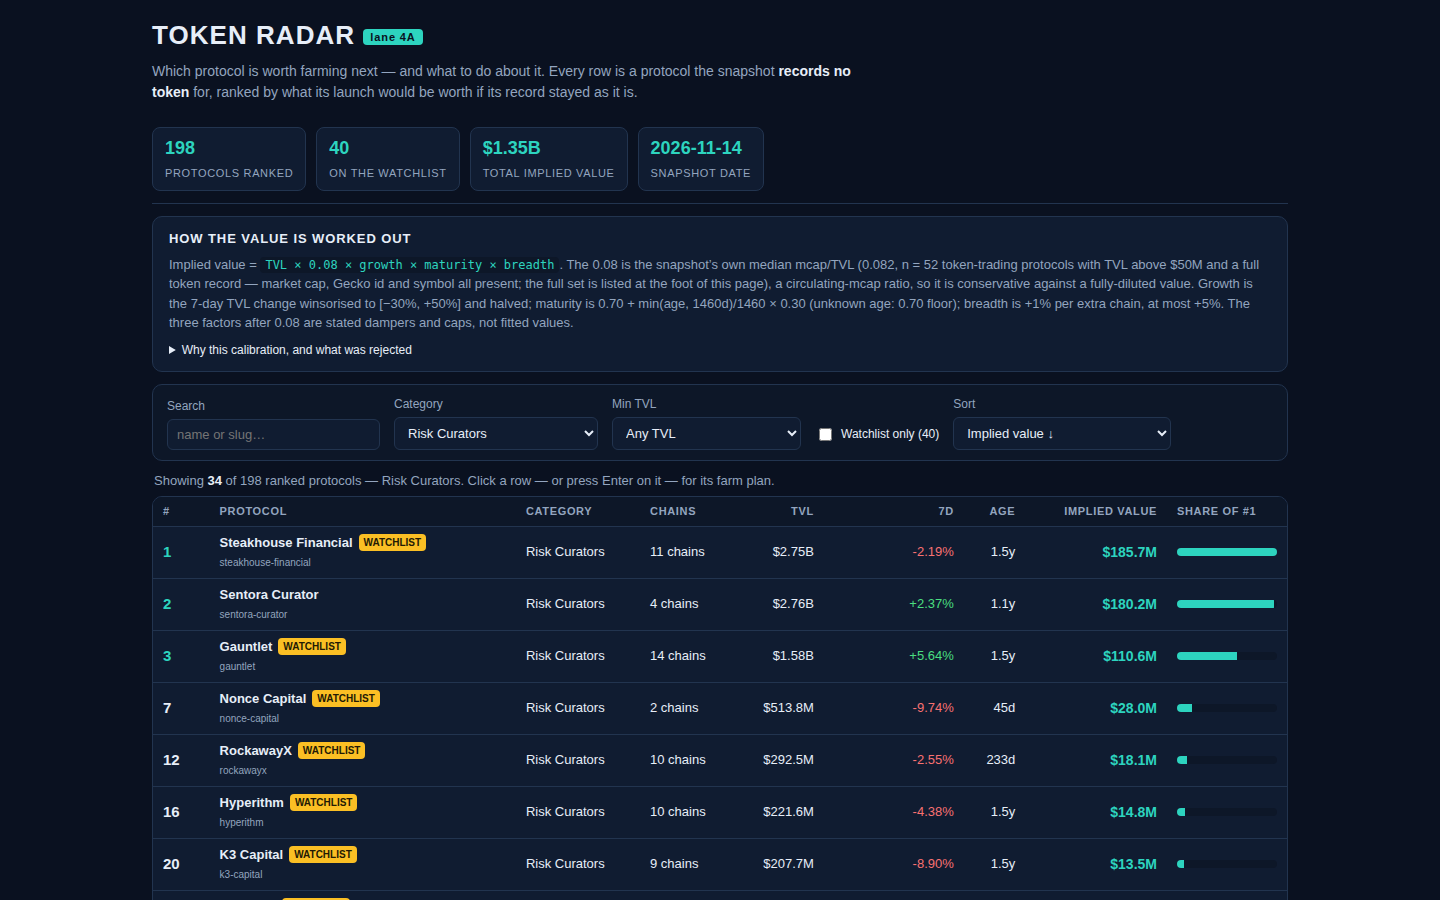 TOKEN RADAR lane 4A
Which protocol is worth farming next — and what to do about it. Every row is a protocol the snapshot records no
token for, ranked by what its launch would be worth if its record stayed as it is.
198
PROTOCOLS RANKED
40
ON THE WATCHLIST
$1.35B
TOTAL IMPLIED VALUE
2026-11-14
SNAPSHOT DATE
HOW THE VALUE IS WORKED OUT
Implied value = TVL × 0.08 × growth × maturity × breadth . The 0.08 is the snapshot's own median mcap/TVL (0.082, n = 52 token-trading protocols with TVL above $50M and a full
token record — market cap, Gecko id and symbol all present; the full set is listed at the foot of this page), a circulating-mcap ratio, so it is conservative against a fully-diluted value. Growth is
the 7-day TVL change winsorised to [−30%, +50%] and halved; maturity is 0.70 + min(age, 1460d)/1460 × 0.30 (unknown age: 0.70 floor); breadth is +1% per extra chain, at most +5%. The
three factors after 0.08 are stated dampers and caps, not fitted values.
▶ Why this calibration, and what was rejected
Search
name or slug…
Category
Risk Curators
Min TVL
Any TVL
Watchlist only (40)
Sort
Implied value ↓
Showing 34 of 198 ranked protocols — Risk Curators. Click a row — or press Enter on it — for its farm plan.
# PROTOCOL CATEGORY CHAINS TVL 7D AGE IMPLIED VALUE SHARE OF #1
1 Steakhouse Financial WATCHLIST Risk Curators 11 chains $2.75B -2.19% 1.5y $185.7M
steakhouse-financial
2 Sentora Curator Risk Curators 4 chains $2.76B +2.37% 1.1y $180.2M
sentora-curator
3 Gauntlet WATCHLIST Risk Curators 14 chains $1.58B +5.64% 1.5y $110.6M
gauntlet
7 Nonce Capital WATCHLIST Risk Curators 2 chains $513.8M -9.74% 45d $28.0M
nonce-capital
12 RockawayX WATCHLIST Risk Curators 10 chains $292.5M -2.55% 233d $18.1M
rockawayx
16 Hyperithm WATCHLIST Risk Curators 10 chains $221.6M -4.38% 1.5y $14.8M
hyperithm
20 K3 Capital WATCHLIST Risk Curators 9 chains $207.7M -8.90% 1.5y $13.5M
k3-capital